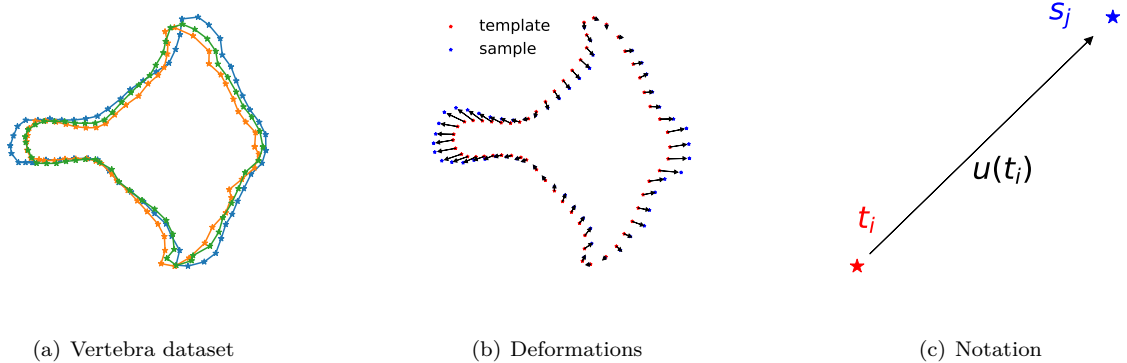 template
sample
s_j
u(t_i)
t_i
(a) Vertebra dataset
(b) Deformations
(c) Notation